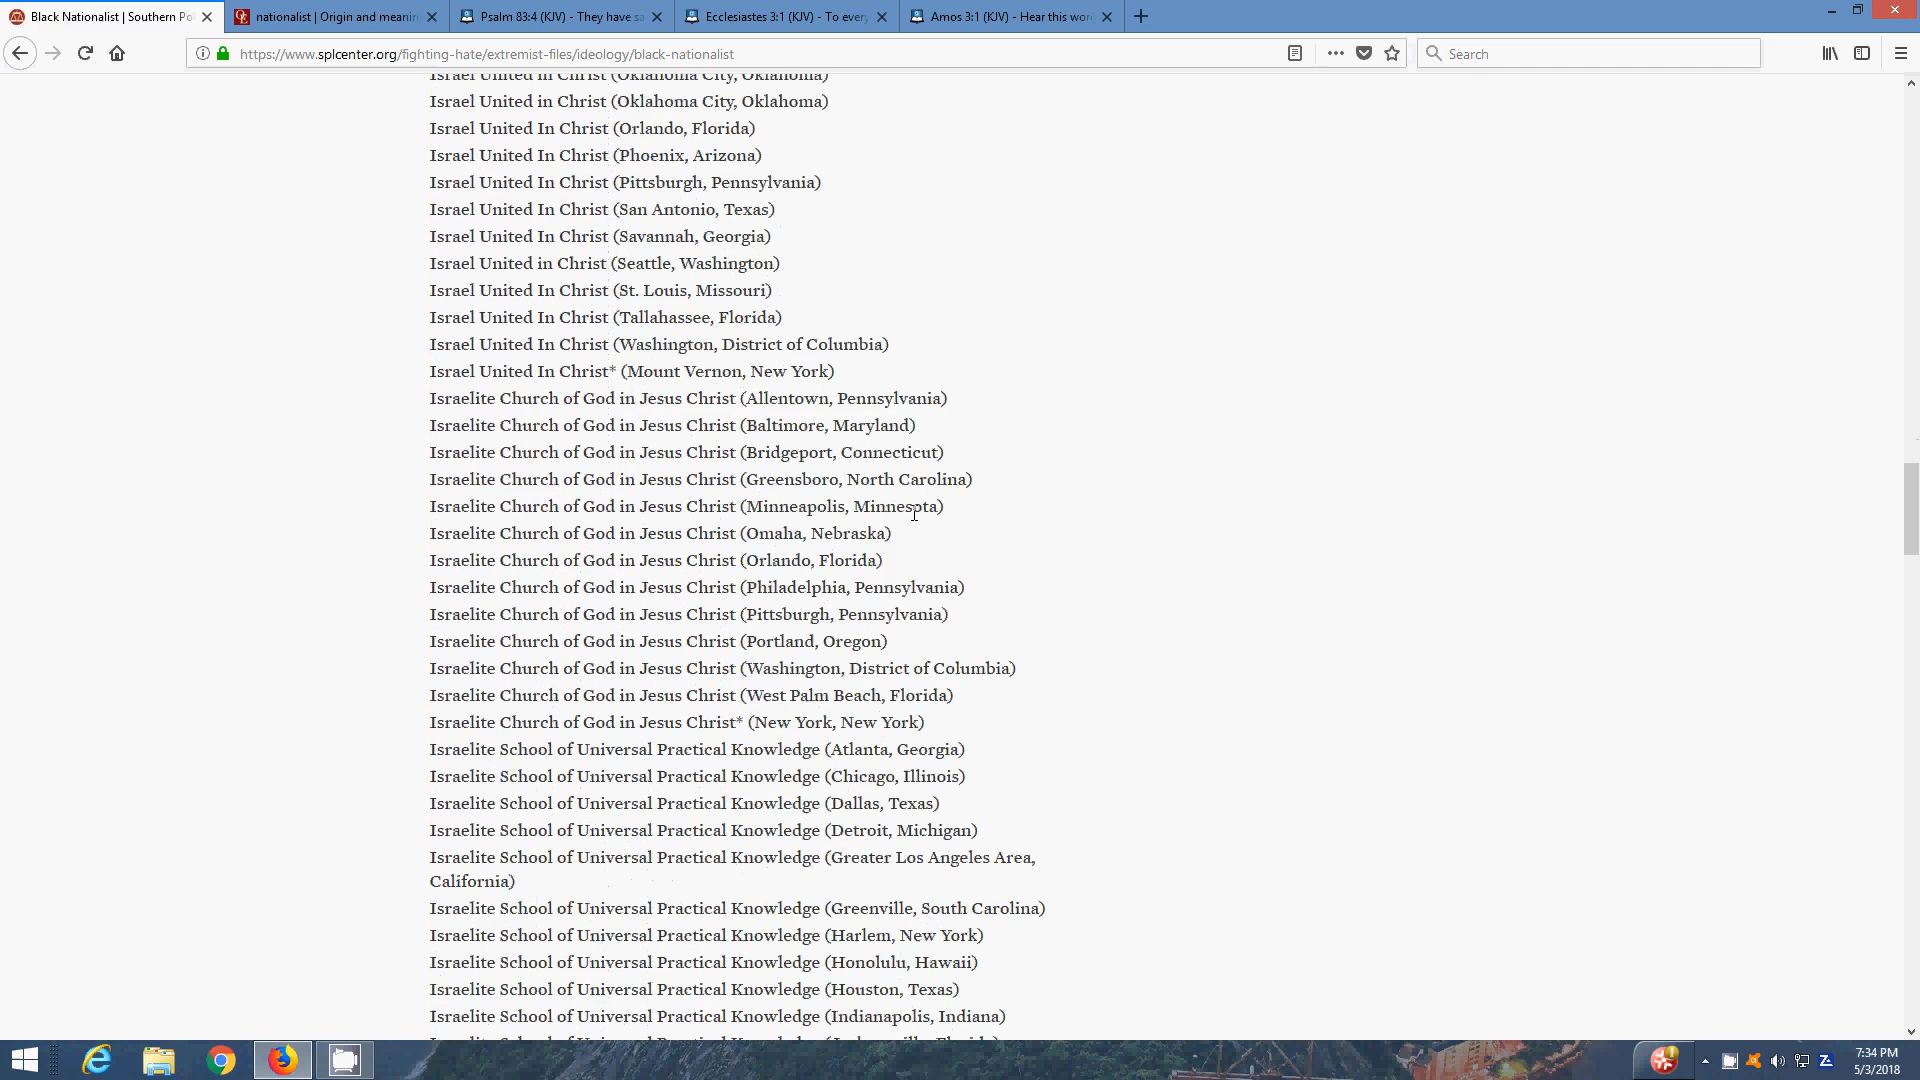 Black Nationalist | Southern Po
nationalist | Origin and meanin
Psalm 83:4 (KJV) - They have sa
Ecclesiastes 3:1 (KJV) - To every
Amos 3:1 (KJV) - Hear this word
https://www.splcenter.org/fighting-hate/extremist-files/ideology/black-nationalist
Search
Israel United in Christ (Oklahoma City, Oklahoma)
Israel United in Christ (Oklahoma City, Oklahoma)
Israel United In Christ (Orlando, Florida)
Israel United In Christ (Phoenix, Arizona)
Israel United In Christ (Pittsburgh, Pennsylvania)
Israel United In Christ (San Antonio, Texas)
Israel United In Christ (Savannah, Georgia)
Israel United in Christ (Seattle, Washington)
Israel United In Christ (St. Louis, Missouri)
Israel United In Christ (Tallahassee, Florida)
Israel United In Christ (Washington, District of Columbia)
Israel United In Christ* (Mount Vernon, New York)
Israelite Church of God in Jesus Christ (Allentown, Pennsylvania)
Israelite Church of God in Jesus Christ (Baltimore, Maryland)
Israelite Church of God in Jesus Christ (Bridgeport, Connecticut)
Israelite Church of God in Jesus Christ (Greensboro, North Carolina)
Israelite Church of God in Jesus Christ (Minneapolis, Minnesota)
Israelite Church of God in Jesus Christ (Omaha, Nebraska)
Israelite Church of God in Jesus Christ (Orlando, Florida)
Israelite Church of God in Jesus Christ (Philadelphia, Pennsylvania)
Israelite Church of God in Jesus Christ (Pittsburgh, Pennsylvania)
Israelite Church of God in Jesus Christ (Portland, Oregon)
Israelite Church of God in Jesus Christ (Washington, District of Columbia)
Israelite Church of God in Jesus Christ (West Palm Beach, Florida)
Israelite Church of God in Jesus Christ* (New York, New York)
Israelite School of Universal Practical Knowledge (Atlanta, Georgia)
Israelite School of Universal Practical Knowledge (Chicago, Illinois)
Israelite School of Universal Practical Knowledge (Dallas, Texas)
Israelite School of Universal Practical Knowledge (Detroit, Michigan)
Israelite School of Universal Practical Knowledge (Greater Los Angeles Area,
California)
Israelite School of Universal Practical Knowledge (Greenville, South Carolina)
Israelite School of Universal Practical Knowledge (Harlem, New York)
Israelite School of Universal Practical Knowledge (Honolulu, Hawaii)
Israelite School of Universal Practical Knowledge (Houston, Texas)
Israelite School of Universal Practical Knowledge (Indianapolis, Indiana)
7:34 PM
5/3/2018